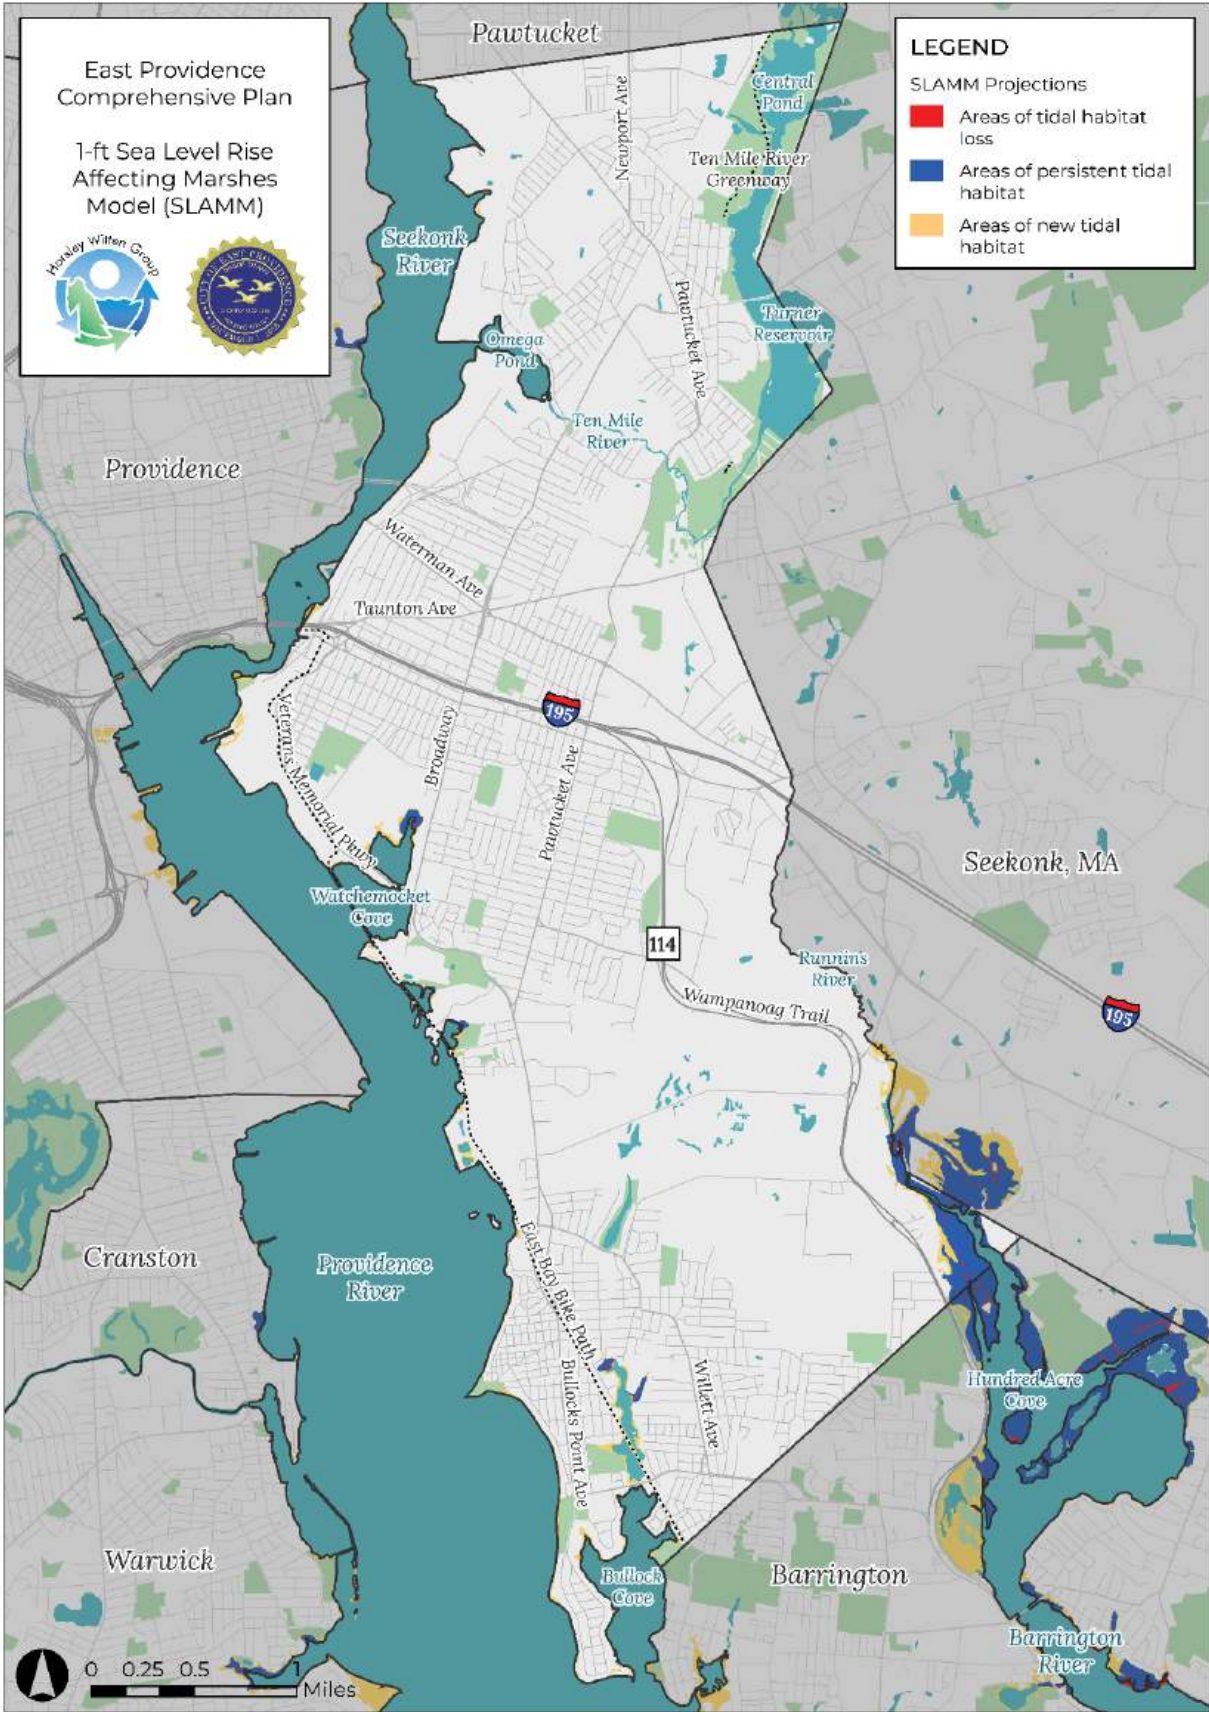 Pawtucket
East Providence
Comprehensive Plan
1-ft Sea Level Rise
Affecting Marshes
Model (SLAMM)
Horsley Witten Group
CITY OF EAST PROVIDENCE
LEGEND
SLAMM Projections
Areas of tidal habitat
loss
Areas of persistent tidal
habitat
Areas of new tidal
habitat
Central
Pond
Newport Ave
Ten Mile River
Greenway
Seekonk
River
Pawtucket Ave
Turner
Reservoir
Omega
Pond
Ten Mile
River
Providence
Waterman Ave
Taunton Ave
195
Veterans Memorial Pkwy
Broadway
Pawtucket Ave
Seekonk, MA
Watchemocket
Cove
114
Runnins
River
Wampanoag Trail
195
Cranston
Providence
River
East Bay Bike Path
Bullocks Point Ave
Willett Ave
Hundred Acre
Cove
Warwick
Bullock
Cove
Barrington
Barrington
River
0 0.25 0.5 1
Miles